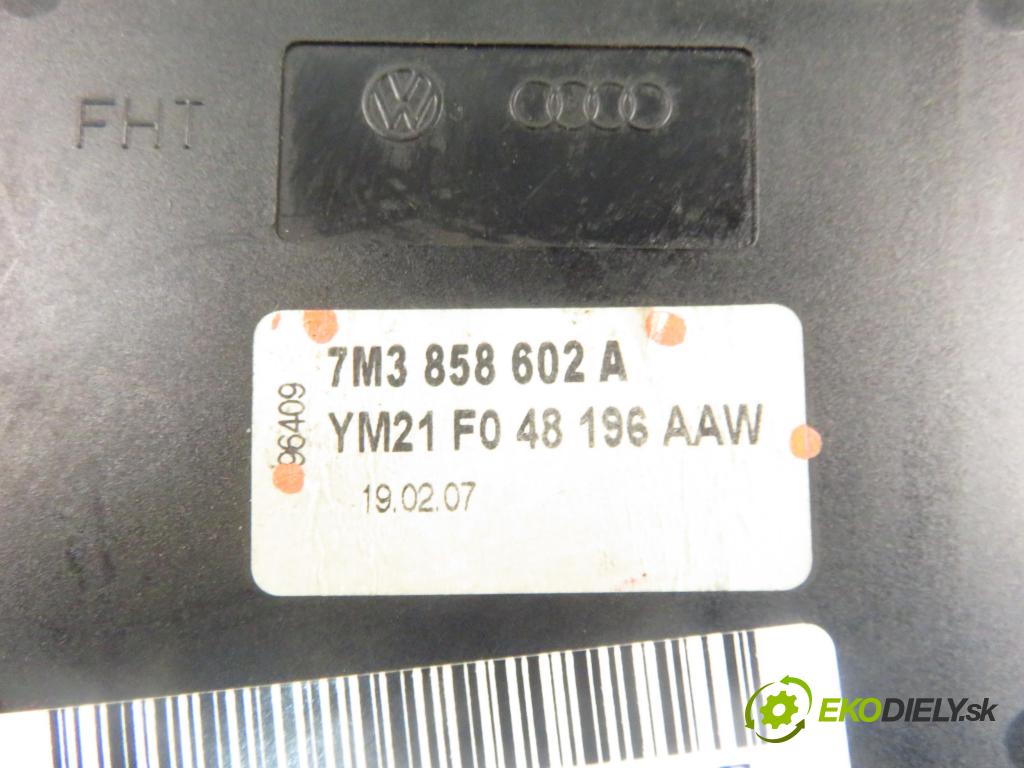 FHT
7M3 858 602 A
YM21 F0 48 196 AAW
96409
19.02.07
EKODIELY.sk